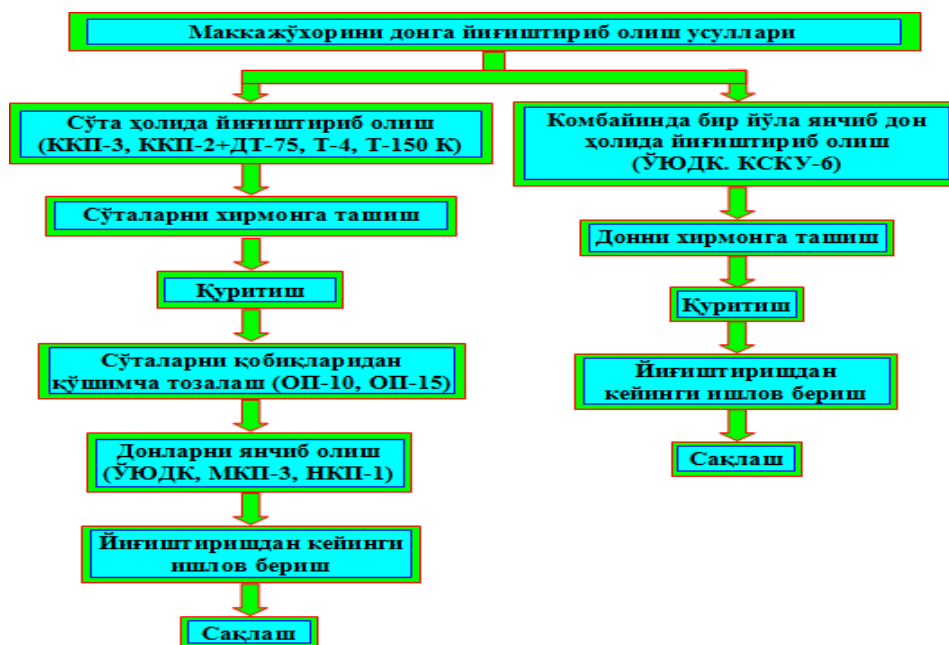 Маккажўхорини донга йиғиштириб олиш усуллари
Сўта ҳолида йиғиштириб олиш
(ККП-3, ККП-2+ДТ-75, Т-4, Т-150 К)
Сўталарни хирмонга ташиш
Қуритиш
Сўталарни қобиқларидан
қўшимча тозалаш (ОП-10, ОП-15)
Донларни янчиб олиш
(ЎЮДК, МКП-3, НКП-1)
Йиғиштиришдан кейинги
ишлов бериш
Сақлаш
Комбайинда бир йўла янчиб дон
ҳолида йиғиштириб олиш
(ЎЮДК. КСКУ-6)
Донни хирмонга ташиш
Қуритиш
Йиғиштиришдан
кейинги ишлов бериш
Сақлаш